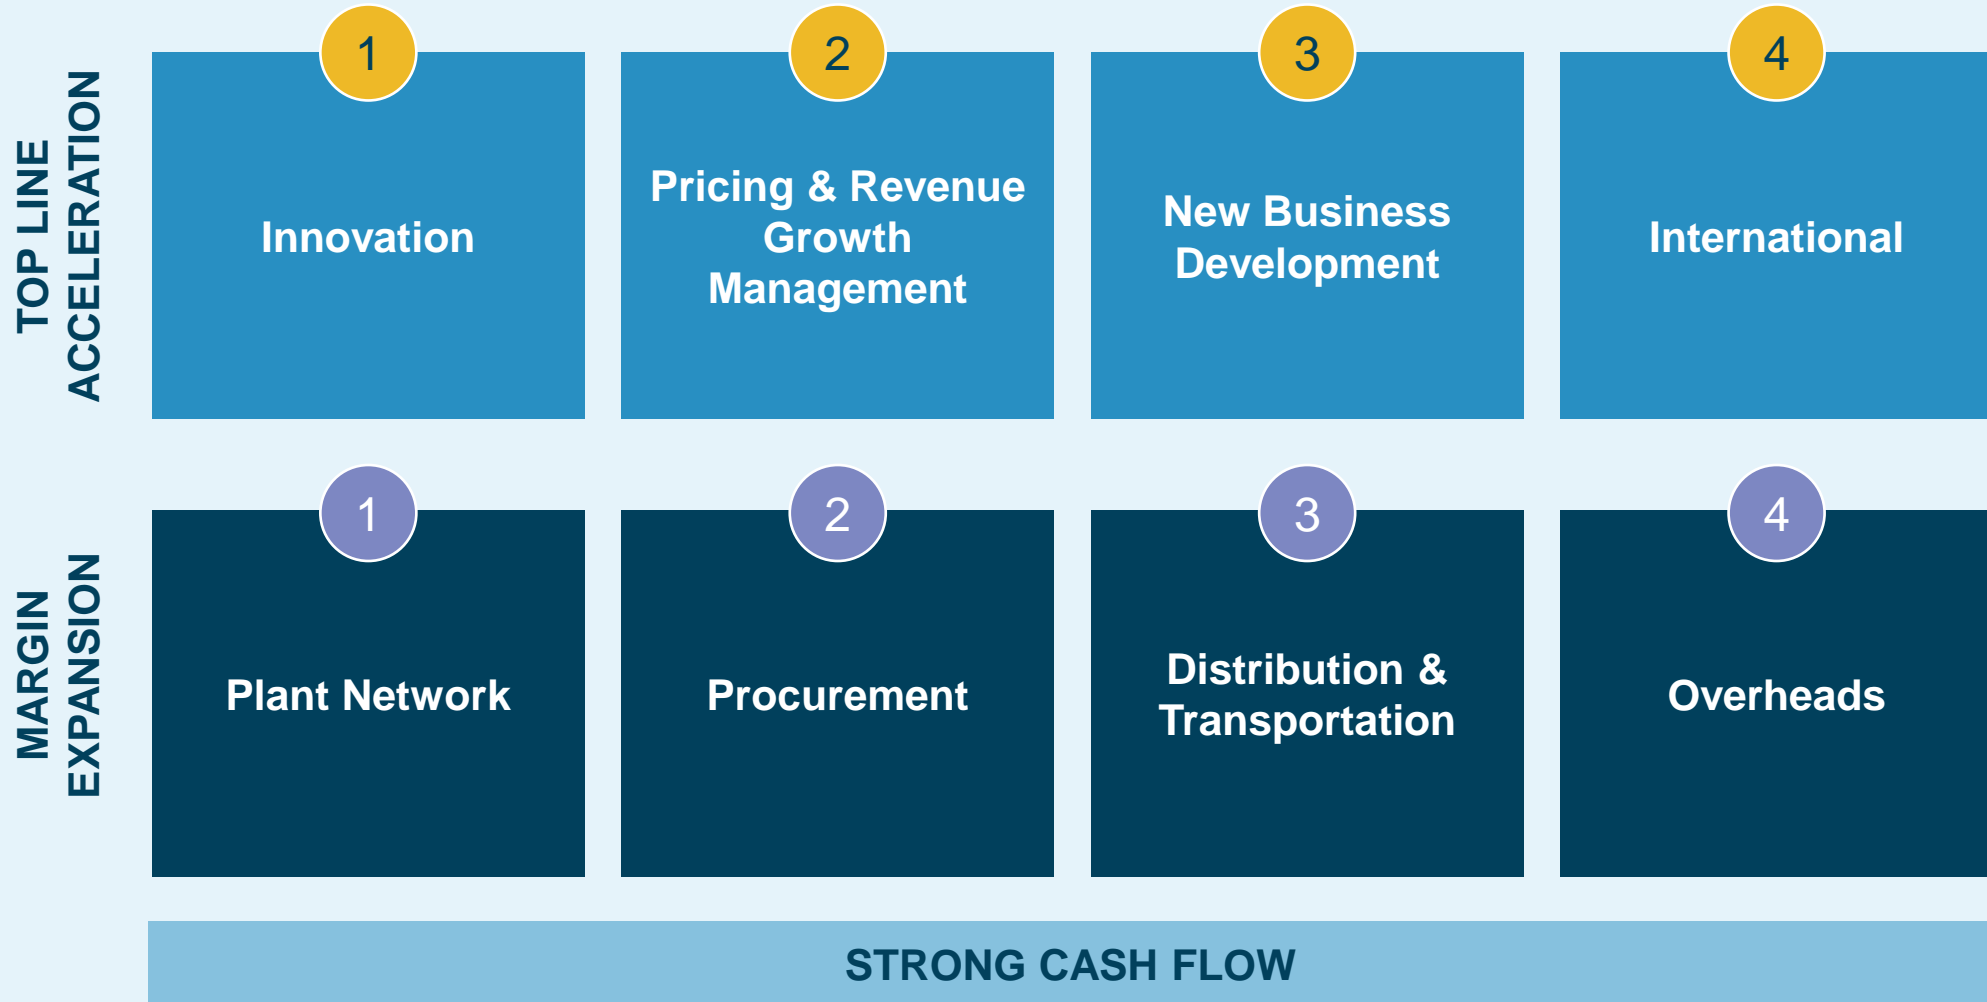 TOP LINE
ACCELERATION
1
Innovation
2
Pricing & Revenue
Growth
Management
3
New Business
Development
4
International
MARGIN
EXPANSION
1
Plant Network
2
Procurement
3
Distribution &
Transportation
4
Overheads
STRONG CASH FLOW